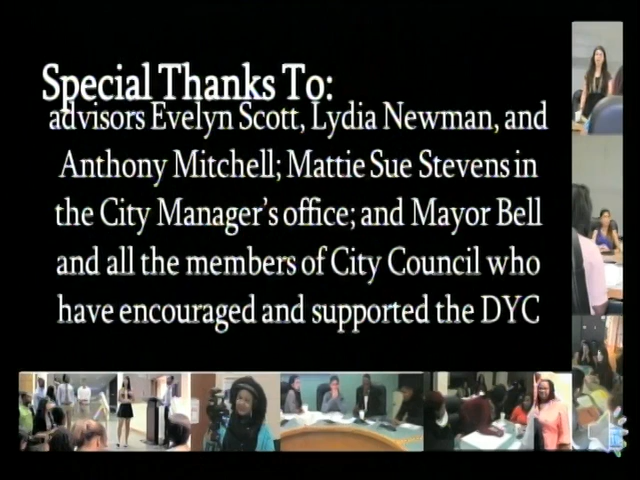 Special Thanks To:
advisors Evelyn Scott, Lydia Newman, and
Anthony Mitchell; Mattie Sue Stevens in
the City Manager's office; and Mayor Bell
and all the members of City Council who
have encouraged and supported the DYC